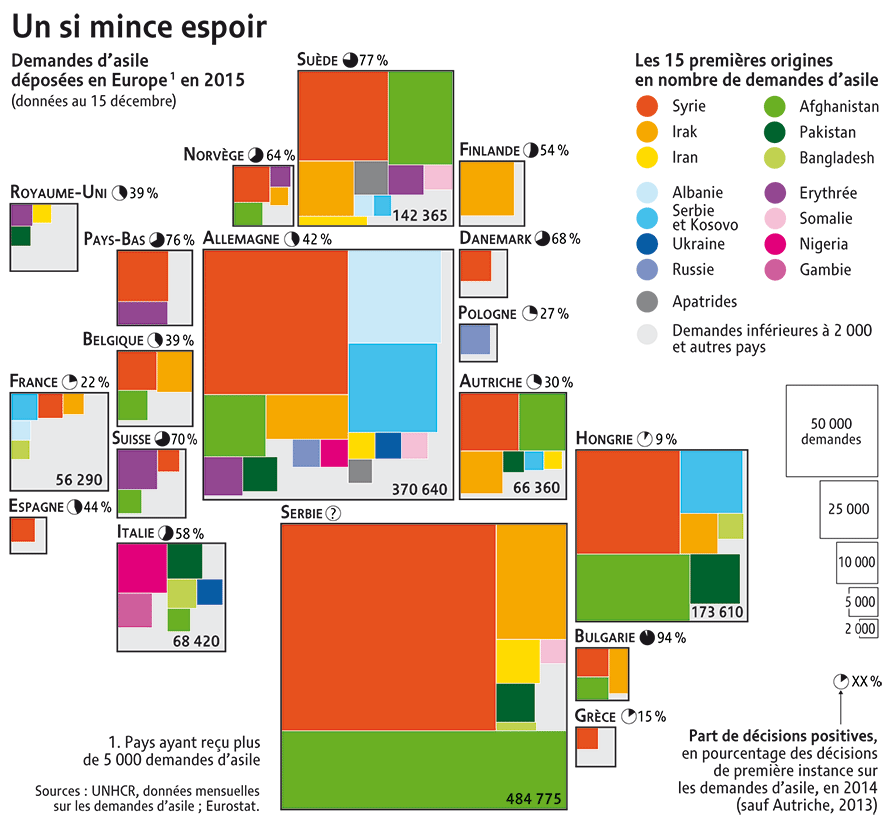 Un si mince espoir
Demandes d’asile
déposées en Europe¹ en 2015
(données au 15 décembre)
SUÈDE 77 %
142 365
NORVÈGE 64 %
FINLANDE 54 %
ROYAUME-UNI 39 %
PAYS-BAS 76 %
ALLEMAGNE 42 %
370 640
DANEMARK 68 %
POLOGNE 27 %
BELGIQUE 39 %
FRANCE 22 %
56 290
AUTRICHE 30 %
66 360
SUISSE 70 %
HONGRIE 9 %
173 610
ESPAGNE 44 %
ITALIE 58 %
68 420
SERBIE ?
484 775
BULGARIE 94 %
GRÈCE 15 %
Les 15 premières origines
en nombre de demandes d’asile
Syrie
Irak
Iran
Albanie
Serbie
et Kosovo
Ukraine
Russie
Apatrides
Demandes inférieures à 2 000
et autres pays
Afghanistan
Pakistan
Bangladesh
Erythrée
Somalie
Nigeria
Gambie
50 000
demandes
25 000
10 000
5 000
2 000
XX %
Part de décisions positives,
en pourcentage des décisions
de première instance sur
les demandes d’asile, en 2014
(sauf Autriche, 2013)
1. Pays ayant reçu plus
de 5 000 demandes d’asile
Sources : UNHCR, données mensuelles
sur les demandes d’asile ; Eurostat.